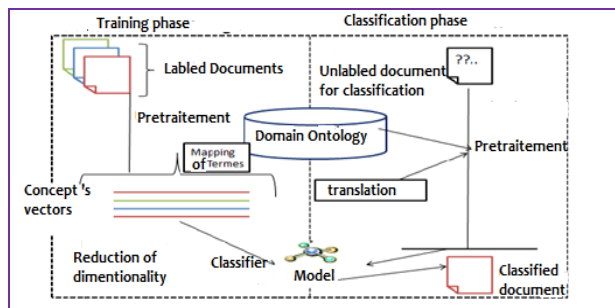 Training phase
Classification phase
Labled Documents
Unlabled document
for classification
??..
Pretraitement
Domain Ontology
Pretraitement
Mapping
of Termes
Concept 's
vectors
translation
Reduction of
dimentionality
Classifier
Model
Classified
document